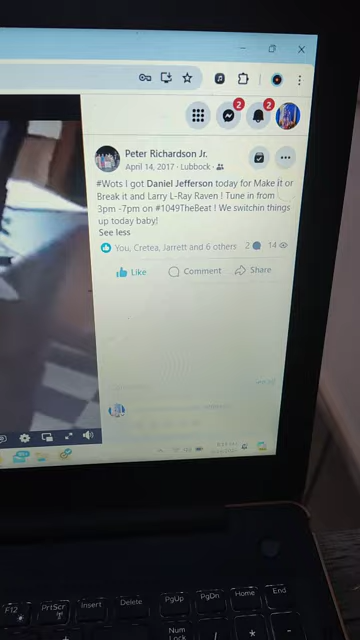 2
2
Peter Richardson Jr.
April 14, 2017 · Lubbock ·
#Wots I got Daniel Jefferson today for Make it or
Break it and Larry L-Ray Raven ! Tune in from
3pm -7pm on #1049TheBeat ! We switchin things
up today baby!
See less
You, Cretea, Jarrett and 6 others 2 14
Like Comment Share
F12 PrtScr Insert Delete PgUp PgDn Home End
Num
Lock / * -